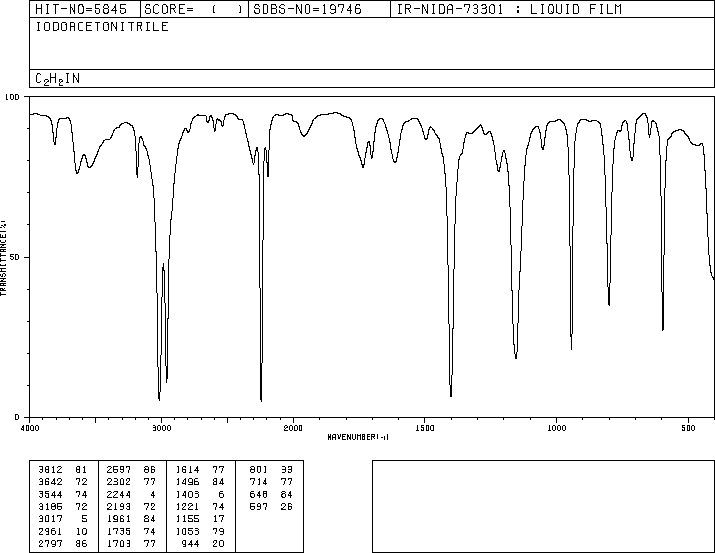 HIT-NO=5845 SCORE= ( ) SDBS-NO=19746 IR-NIDA-73301 : LIQUID FILM
IODOACETONITRILE
C2H2IN
100
50
0
TRANSMITTANCE(%)
4000 3000 2000 1500 1000 500
WAVENUMBER(-1)
3812 81 2597 86 1614 77 801 33
3642 72 2302 77 1496 84 714 77
3544 74 2244 4 1403 6 648 84
3185 72 2193 72 1221 74 597 26
3017 5 1961 84 1155 17
2961 10 1735 74 1053 79
2797 86 1703 77 944 20